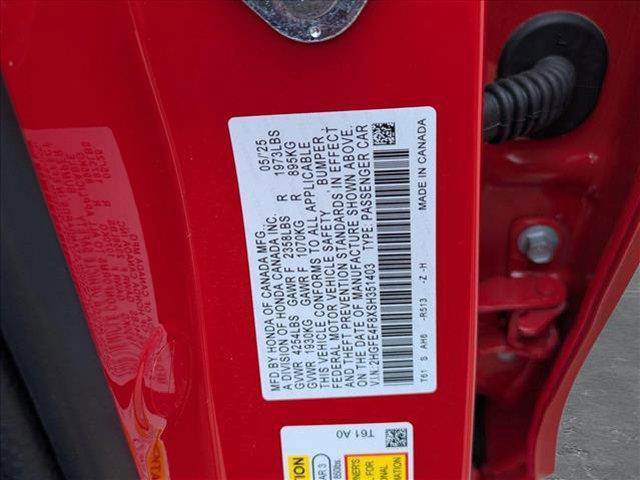 MFD BY HONDA OF CANADA MFG., 05/'25
A DIVISION OF HONDA CANADA INC.
GVWR 4254LBS GAWR F 2358LBS R 1973LBS
GVWR 1930KG GAWR F 1070KG R 895KG
THIS VEHICLE CONFORMS TO ALL APPLICABLE
FEDERAL MOTOR VEHICLE SAFETY, BUMPER,
AND THEFT PREVENTION STANDARDS IN EFFECT
ON THE DATE OF MANUFACTURE SHOWN ABOVE.
V.I.N: 2HGFE4F8XSH351403 TYPE: PASSENGER CAR
T61 S AH6 -R513 -Z -H MADE IN CANADA
T61 A0